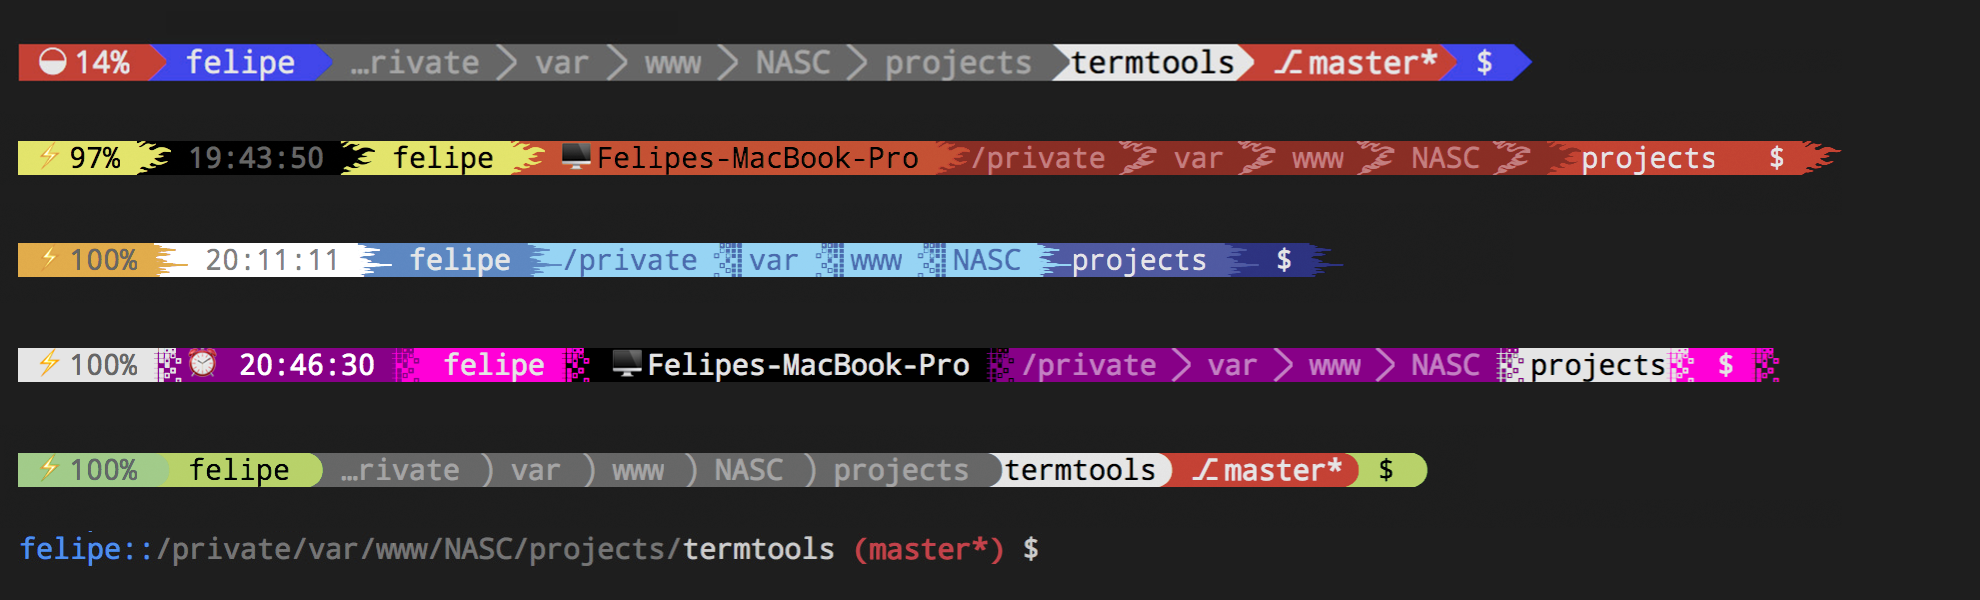 14% felipe …rivate var www NASC projects termtools master* $
97% 19:43:50 felipe Felipes-MacBook-Pro /private var www NASC projects $
100% 20:11:11 felipe /private var www NASC projects $
100% 20:46:30 felipe Felipes-MacBook-Pro /private var www NASC projects $
100% felipe …rivate var www NASC projects termtools master* $
felipe::/private/var/www/NASC/projects/termtools (master*) $